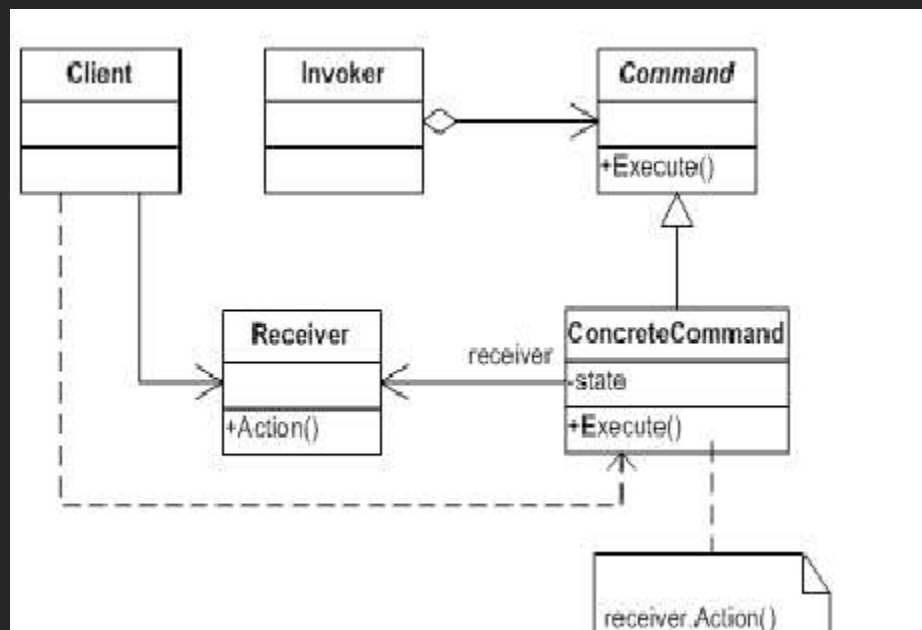 Client
Invoker
Command
+Execute()
Receiver
+Action()
receiver
ConcreteCommand
-state
+Execute()
receiver.Action()